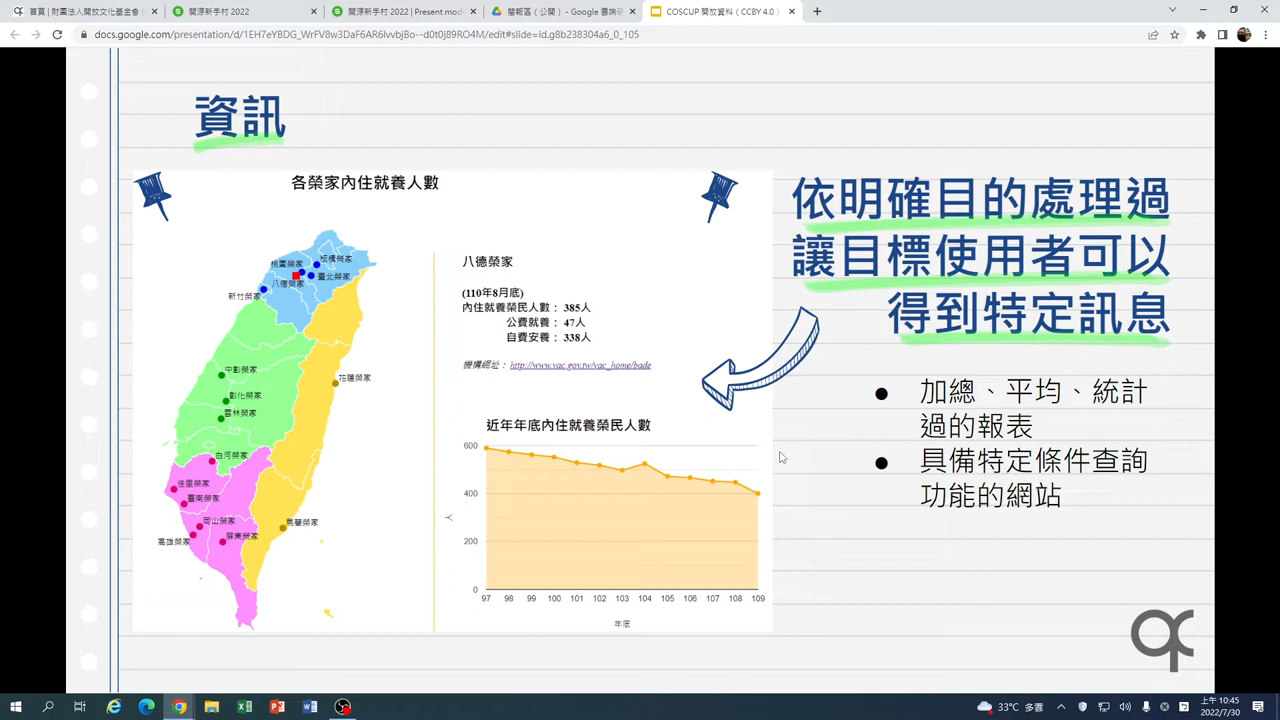 首頁 | 財團法人開放文化基金會 (
開源新手村 2022
開源新手村 2022 | Present mod
簡報區（公開） - Google 雲端硬
COSCUP 開放資料（CCBY 4.0）
docs.google.com/presentation/d/1EH7eYBDG_WrFV8w3DaF6AR6lvvbjBo--d0t0j89RO4M/edit#slide=id.g8b238304a6_0_105
資訊
各榮家內住就養人數
板橋榮家
桃園榮家
臺北榮家
八德榮家
新竹榮家
中彰榮家
花蓮榮家
彰化榮家
雲林榮家
白河榮家
佳里榮家
臺南榮家
岡山榮家
馬蘭榮家
高雄榮家
屏東榮家
八德榮家
(110年8月底)
內住就養榮民人數： 385人
公費就養： 47人
自費安養： 338人
機構網址： http://www.vac.gov.tw/vac_home/bade
近年年底內住就養榮民人數
600
400
200
0
人
97 98 99 100 101 102 103 104 105 106 107 108 109
年底
依明確目的處理過
讓目標使用者可以
得到特定訊息
● 加總、平均、統計
過的報表
● 具備特定條件查詢
功能的網站
33°C 多雲
上午 10:45
2022/7/30